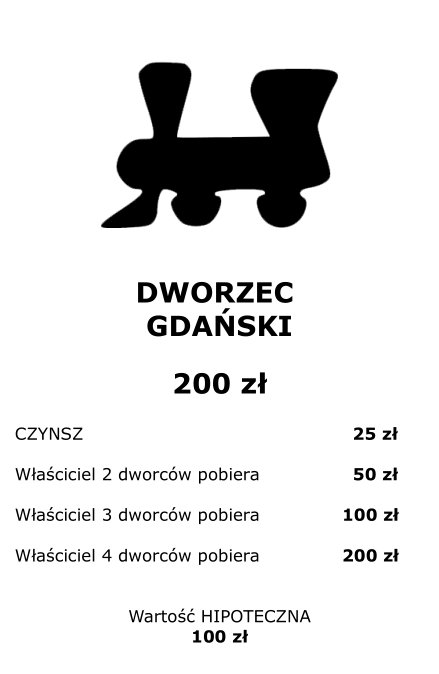 DWORZEC
GDAŃSKI
200 zł
CZYNSZ 25 zł
Właściciel 2 dworców pobiera 50 zł
Właściciel 3 dworców pobiera 100 zł
Właściciel 4 dworców pobiera 200 zł
Wartość HIPOTECZNA
100 zł